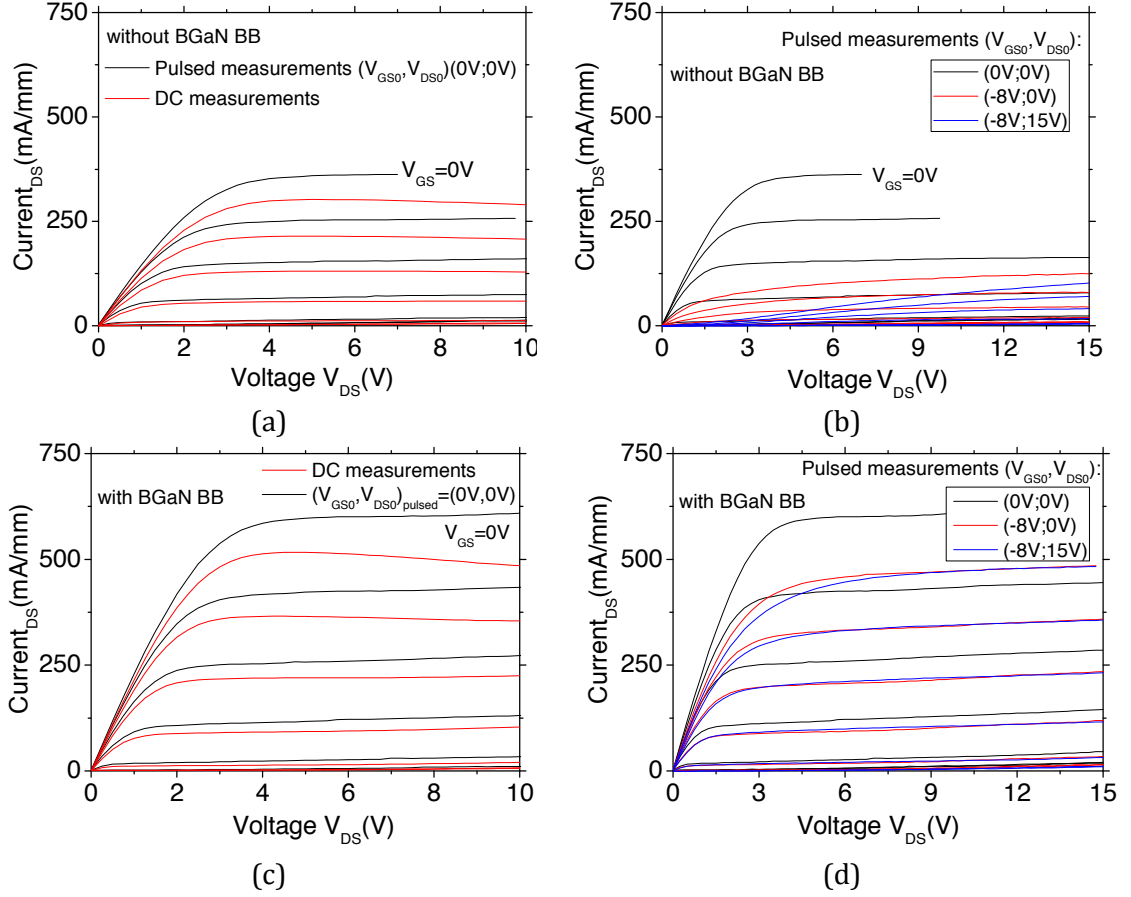 750
500
250
0
Current_DS(mA/mm)
without BGaN BB
Pulsed measurements (V_GS0,V_DS0)(0V;0V)
DC measurements
V_GS=0V
0 2 4 6 8 10
Voltage V_DS(V)
(a)
750
500
250
0
Current_DS(mA/mm)
Pulsed measurements (V_GS0,V_DS0):
without BGaN BB
(0V;0V)
(-8V;0V)
(-8V;15V)
V_GS=0V
0 3 6 9 12 15
Voltage V_DS(V)
(b)
750
500
250
0
Current_DS(mA/mm)
DC measurements
with BGaN BB
(V_GS0,V_DS0)_pulsed=(0V,0V)
V_GS=0V
0 2 4 6 8 10
Voltage V_DS(V)
(c)
750
500
250
0
Current_DS(mA/mm)
Pulsed measurements (V_GS0,V_DS0):
with BGaN BB
(0V;0V)
(-8V;0V)
(-8V;15V)
0 3 6 9 12 15
Voltage V_DS(V)
(d)